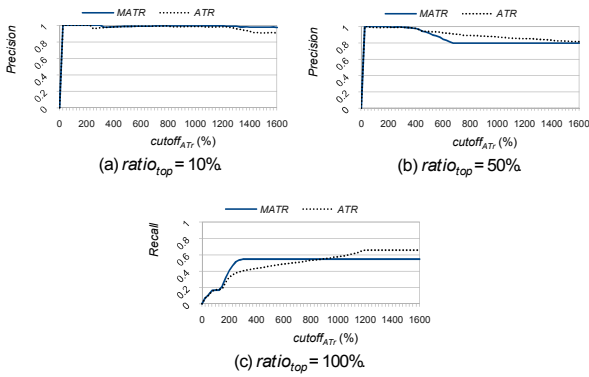 MATR ATR
Precision
1
0.8
0.6
0.4
0.2
0
0 200 400 600 800 1000 1200 1400 1600
cutoffATr (%)
(a) ratiotop = 10%.
MATR ATR
Precision
1
0.8
0.6
0.4
0.2
0
0 200 400 600 800 1000 1200 1400 1600
cutoffATr (%)
(b) ratiotop = 50%.
MATR ATR
Recall
1
0.8
0.6
0.4
0.2
0
0 200 400 600 800 1000 1200 1400 1600
cutoffATr (%)
(c) ratiotop = 100%.